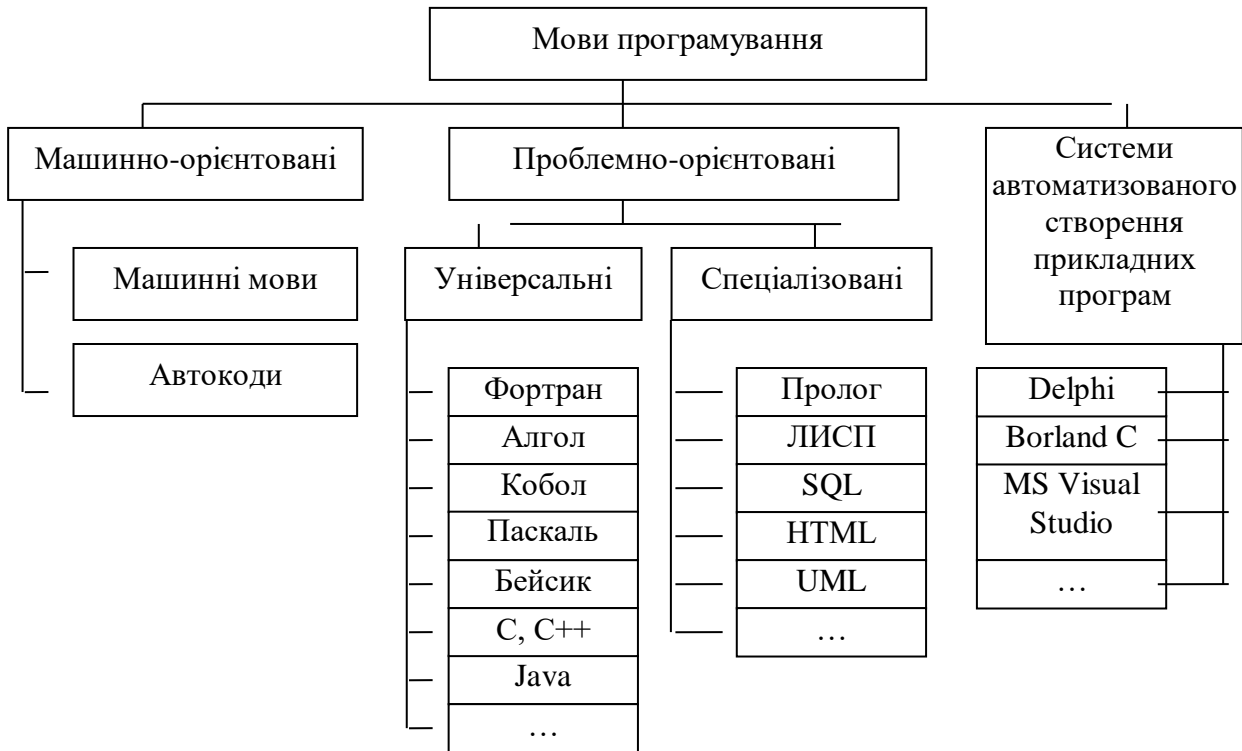 Мови програмування
Машинно-орієнтовані
Проблемно-орієнтовані
Системи
автоматизованого
створення
прикладних
програм
Машинні мови
Автокоди
Універсальні
Спеціалізовані
Фортран
Алгол
Кобол
Паскаль
Бейсик
C, C++
Java
…
Пролог
ЛИСП
SQL
HTML
UML
…
Delphi
Borland C
MS Visual
Studio
…